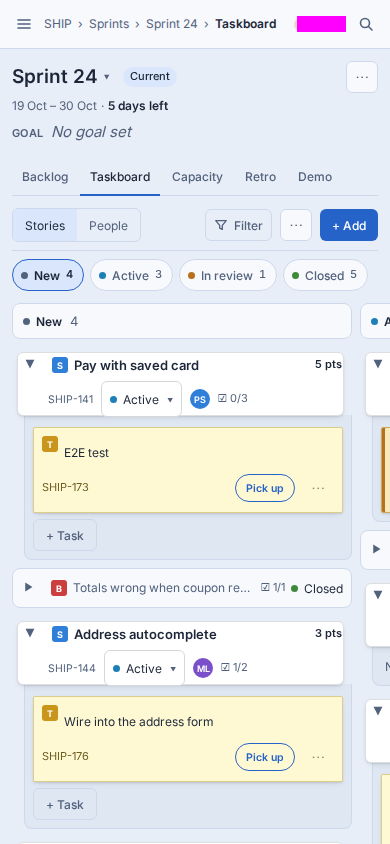 SHIP › Sprints › Sprint 24 › Taskboard
Sprint 24 ▾ Current ...
19 Oct – 30 Oct · 5 days left
GOAL No goal set
Backlog Taskboard Capacity Retro Demo
Stories People Filter ... + Add
New 4 Active 3 In review 1 Closed 5
New 4 A
S Pay with saved card 5 pts
SHIP-141 Active ▾ PS ☑ 0/3
T E2E test
SHIP-173 Pick up ...
+ Task
B Totals wrong when coupon re... ☑ 1/1 Closed
S Address autocomplete 3 pts
SHIP-144 Active ▾ ML ☑ 1/2
T Wire into the address form
SHIP-176 Pick up ...
+ Task